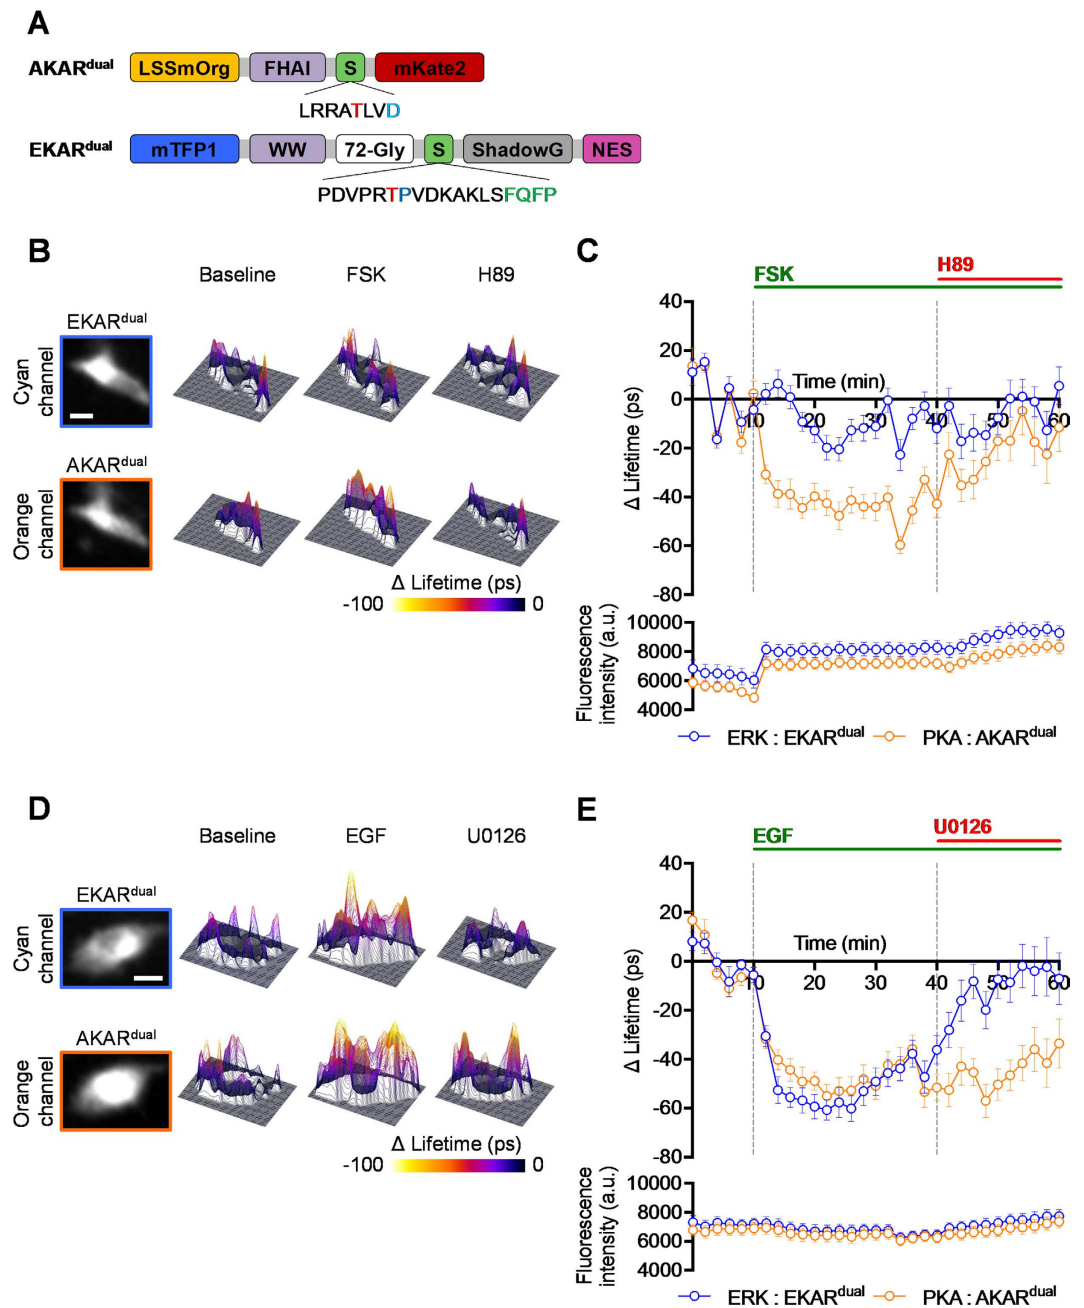 A
AKARdual
LSSmOrg FHAI S mKate2
LRRATLVD
EKARdual
mTFP1 WW 72-Gly S ShadowG NES
PDVPRTPVDKAKLSFQFP
B
Baseline FSK H89
EKARdual
Cyan channel
AKARdual
Orange channel
Δ Lifetime (ps)
-100 0
C
FSK
H89
40
20
0
-20
-40
-60
-80
Δ Lifetime (ps)
Time (min)
10 20 30 40 50 60
10000
8000
6000
4000
Fluorescence intensity (a.u.)
ERK : EKARdual PKA : AKARdual
D
Baseline EGF U0126
EKARdual
Cyan channel
AKARdual
Orange channel
Δ Lifetime (ps)
-100 0
E
EGF
U0126
40
20
0
-20
-40
-60
-80
Δ Lifetime (ps)
Time (min)
10 20 30 40 50 60
10000
8000
6000
4000
Fluorescence intensity (a.u.)
ERK : EKARdual PKA : AKARdual